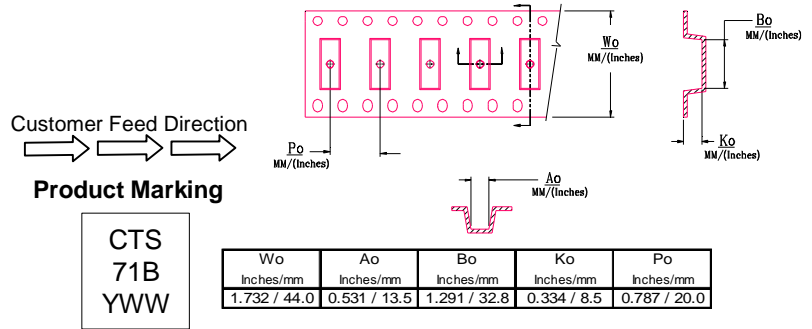 Wo
MM/(Inches)
Bo
MM/(Inches)
Customer Feed Direction
Po
MM/(Inches)
Ko
MM/(Inches)
Ao
MM/(Inches)
Product Marking
CTS
71B
YWW
Wo Ao Bo Ko Po
Inches/mm Inches/mm Inches/mm Inches/mm Inches/mm
1.732 / 44.0 0.531 / 13.5 1.291 / 32.8 0.334 / 8.5 0.787 / 20.0